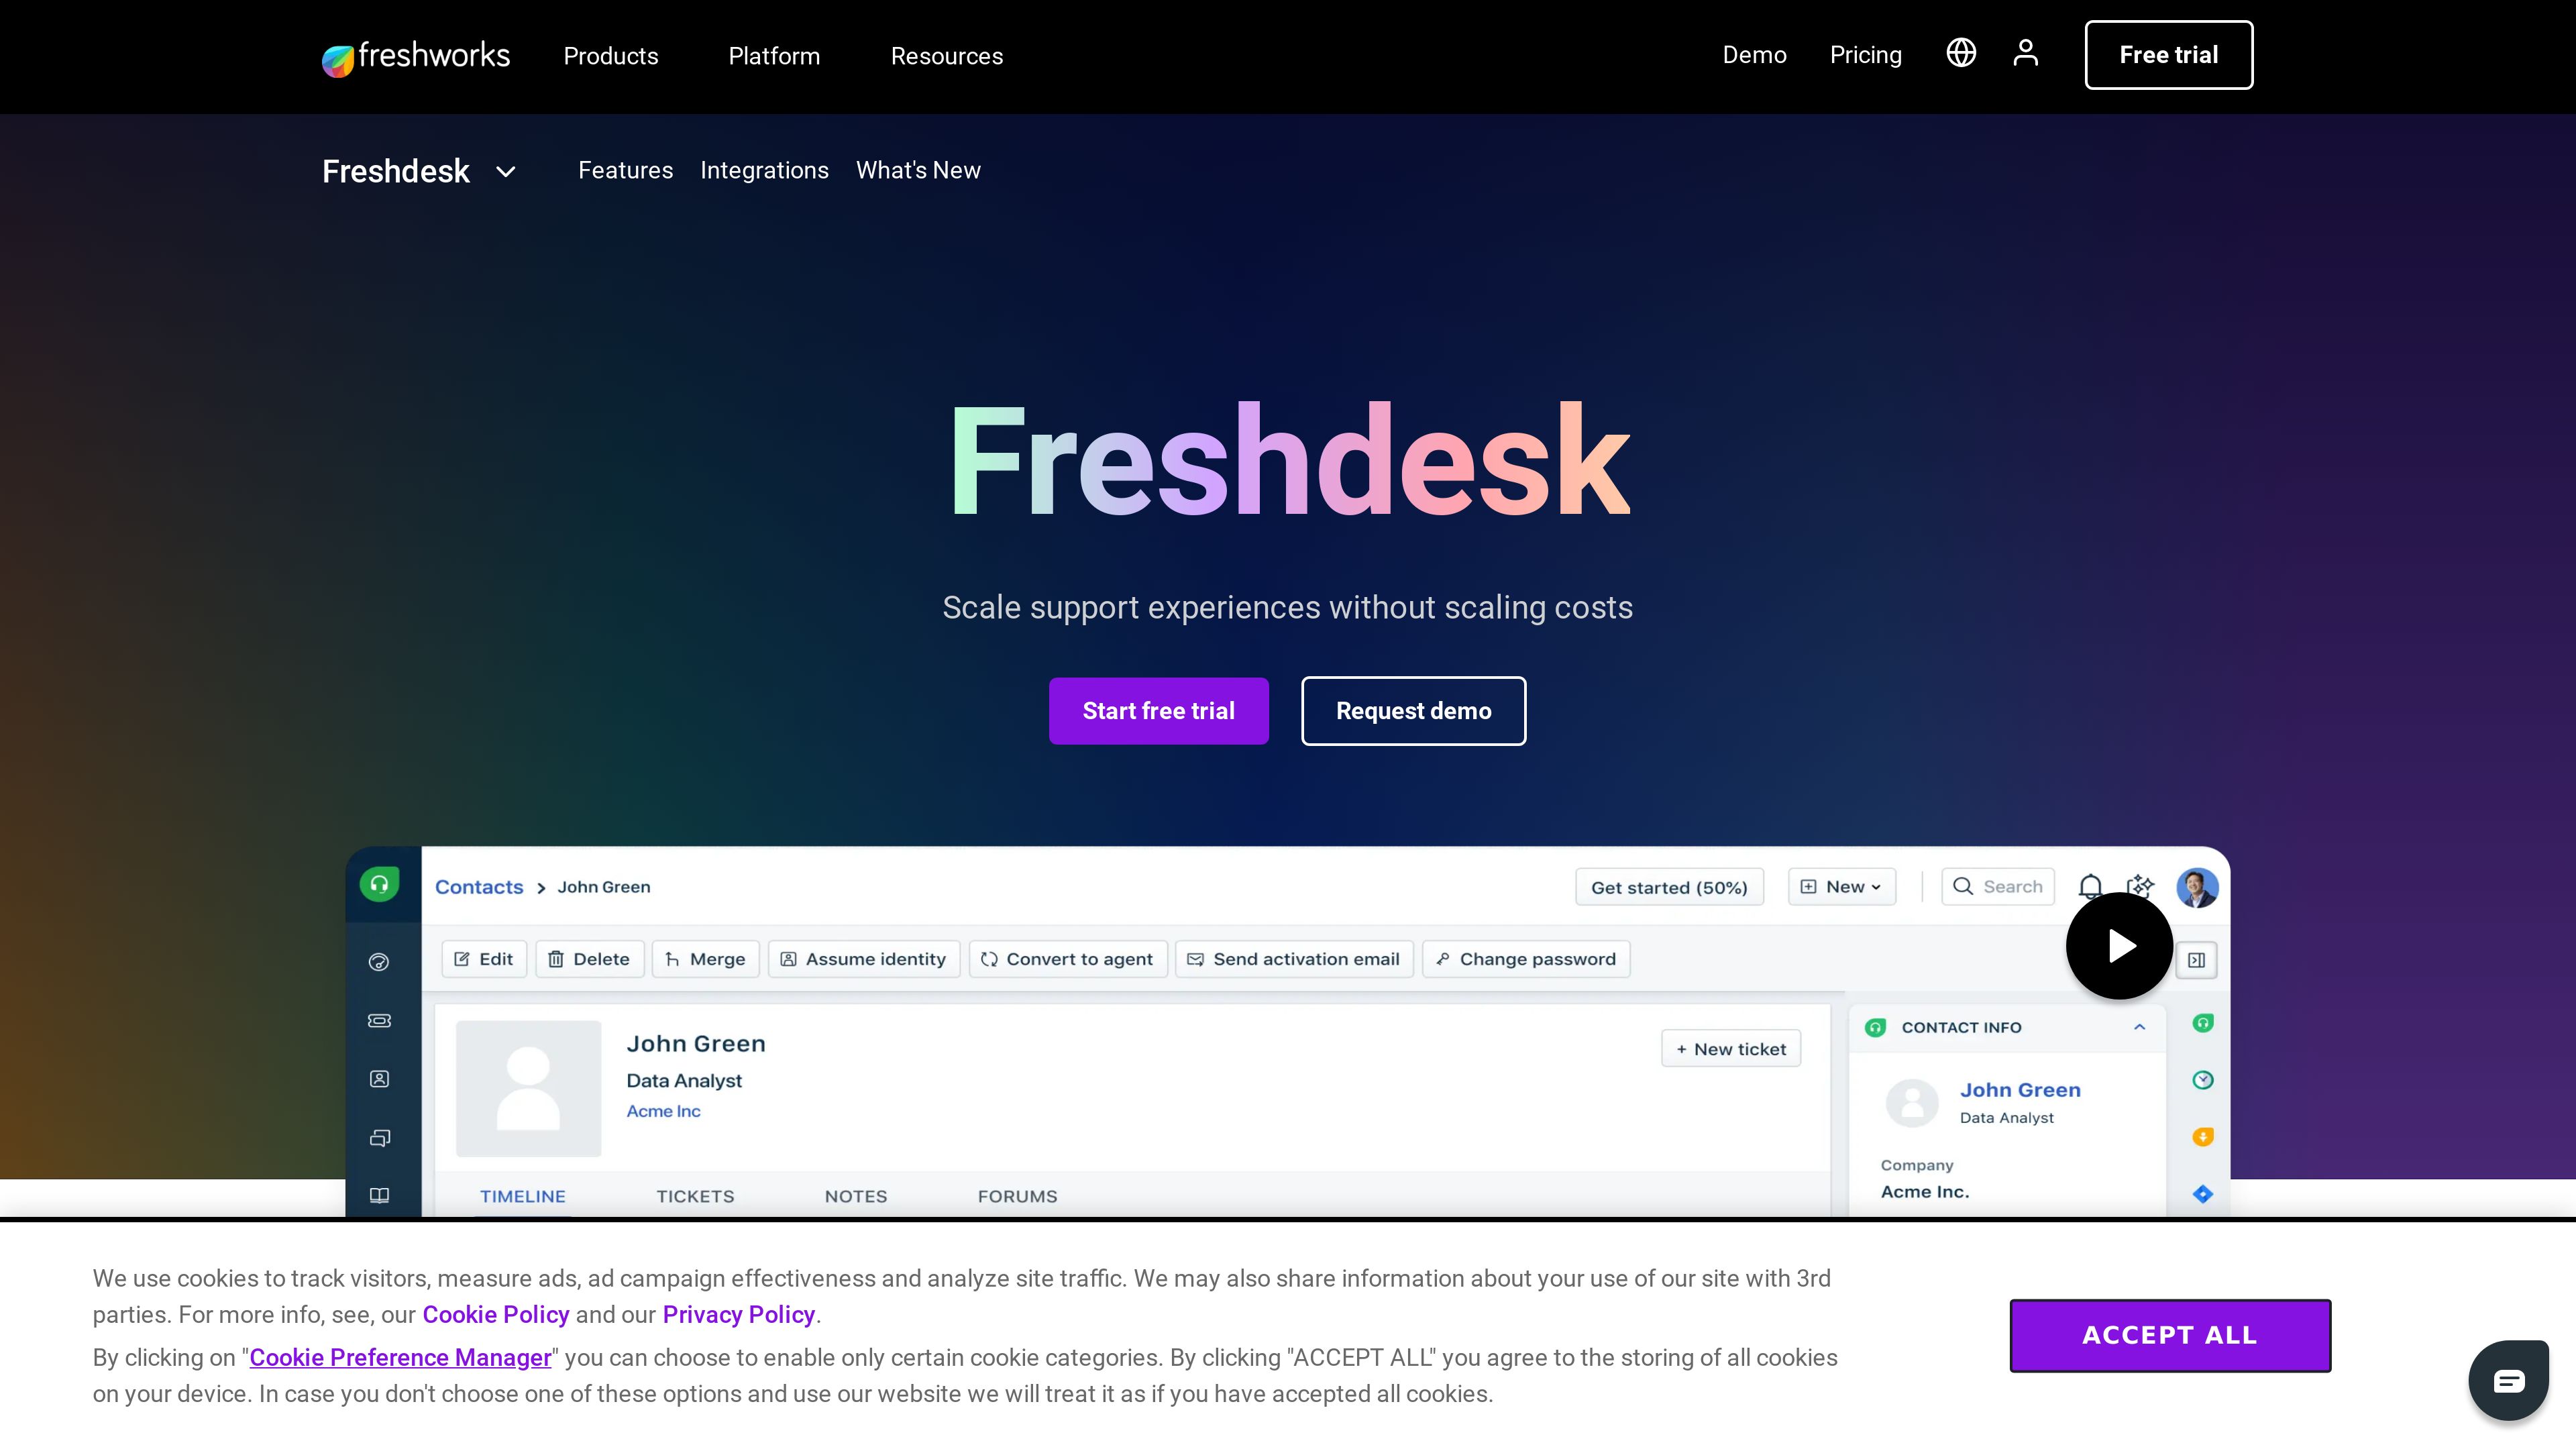 freshworks
Products
Platform
Resources
Demo
Pricing
Free trial
Freshdesk
Features
Integrations
What's New
Freshdesk
Scale support experiences without scaling costs
Start free trial
Request demo
Contacts
John Green
Get started (50%)
New
Search
Edit
Delete
Merge
Assume identity
Convert to agent
Send activation email
Change password
John Green
Data Analyst
Acme Inc
+ New ticket
CONTACT INFO
John Green
Data Analyst
Company
Acme Inc.
TIMELINE
TICKETS
NOTES
FORUMS
We use cookies to track visitors, measure ads, ad campaign effectiveness and analyze site traffic. We may also share information about your use of our site with 3rd
parties. For more info, see, our Cookie Policy and our Privacy Policy.
By clicking on "Cookie Preference Manager" you can choose to enable only certain cookie categories. By clicking "ACCEPT ALL" you agree to the storing of all cookies
on your device. In case you don't choose one of these options and use our website we will treat it as if you have accepted all cookies.
ACCEPT ALL